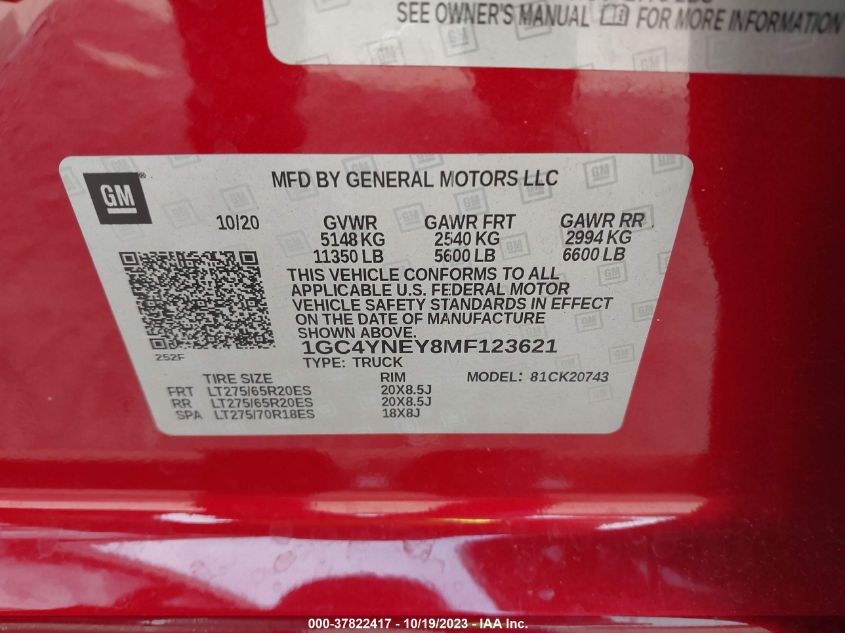 SEE OWNER'S MANUAL FOR MORE INFORMATION
GM
MFD BY GENERAL MOTORS LLC
10/20 GVWR GAWR FRT GAWR RR
5148 KG 2540 KG 2994 KG
11350 LB 5600 LB 6600 LB
THIS VEHICLE CONFORMS TO ALL
APPLICABLE U.S. FEDERAL MOTOR
VEHICLE SAFETY STANDARDS IN EFFECT
ON THE DATE OF MANUFACTURE
SHOWN ABOVE.
252F
1GC4YNEY8MF123621
TYPE: TRUCK
TIRE SIZE RIM MODEL: 81CK20743
FRT LT275/65R20ES 20X8.5J
RR LT275/65R20ES 20X8.5J
SPA LT275/70R18ES 18X8J
000-37822417 - 10/19/2023 - IAA Inc.